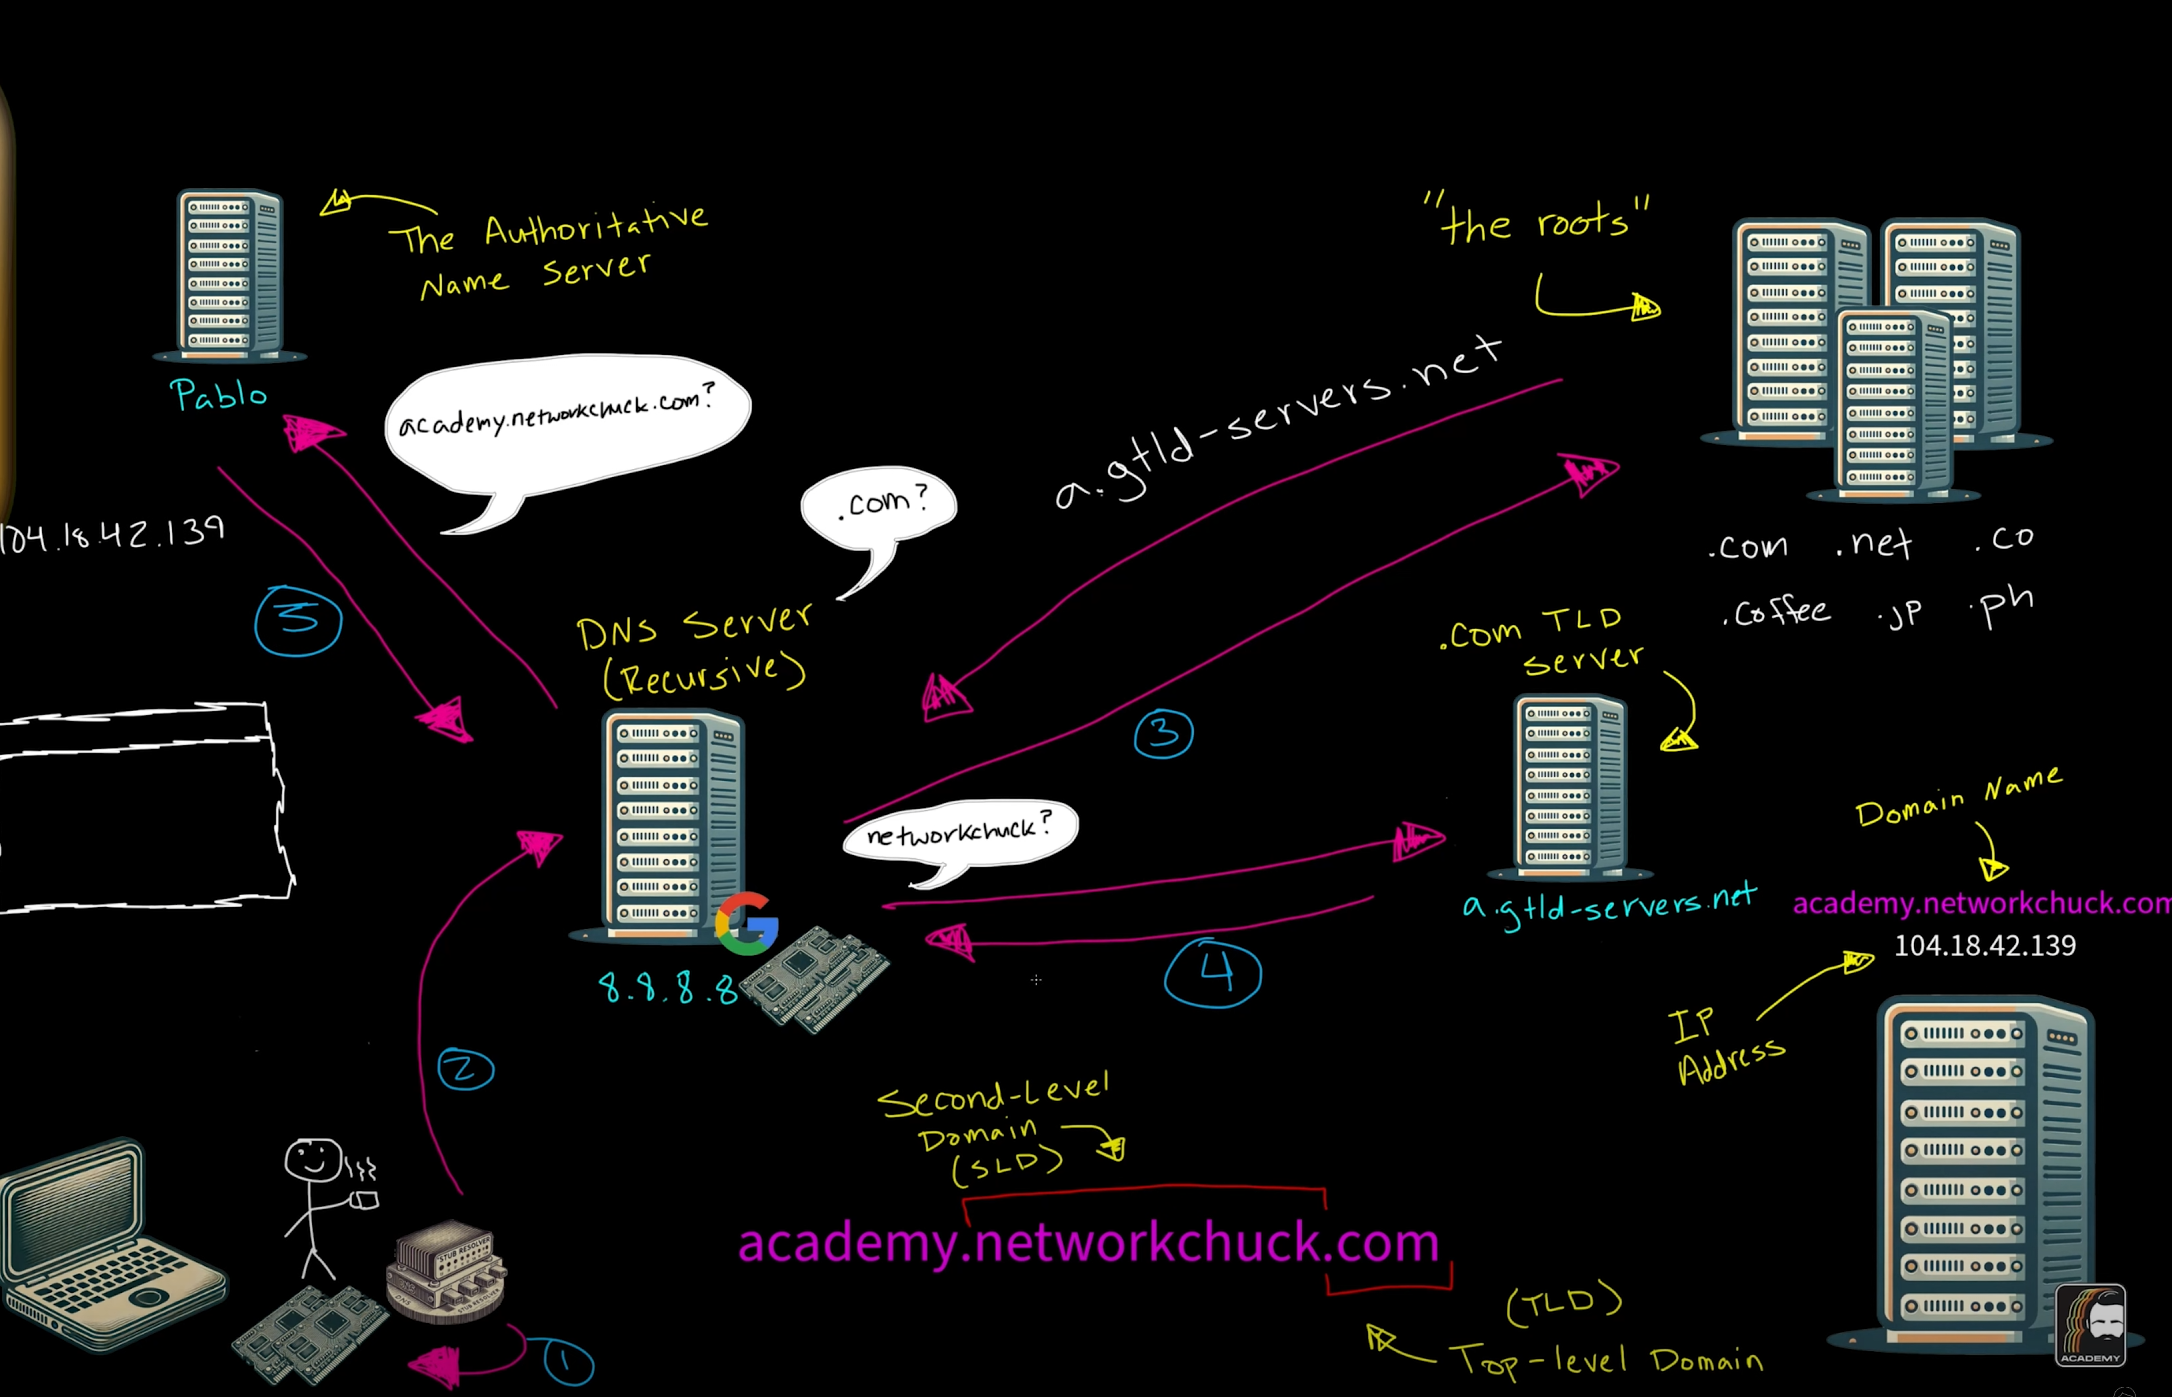 The Authoritative
Name Server
Pablo
"the roots"
academy.networkchuck.com?
.com?
a.gtld-servers.net
104.18.42.139
.com .net .co
.coffee .jp .ph
5
DNS Server
(Recursive)
.com TLD
Server
3
Domain Name
networkchuck?
a.gtld-servers.net
academy.networkchuck.com
104.18.42.139
8.8.8.8
4
IP
Address
2
Second-Level
Domain
(SLD)
STUB RESOLVER
DNS
STUB RESOLVER
academy.networkchuck.com
(TLD)
Top-level Domain
1
ACADEMY